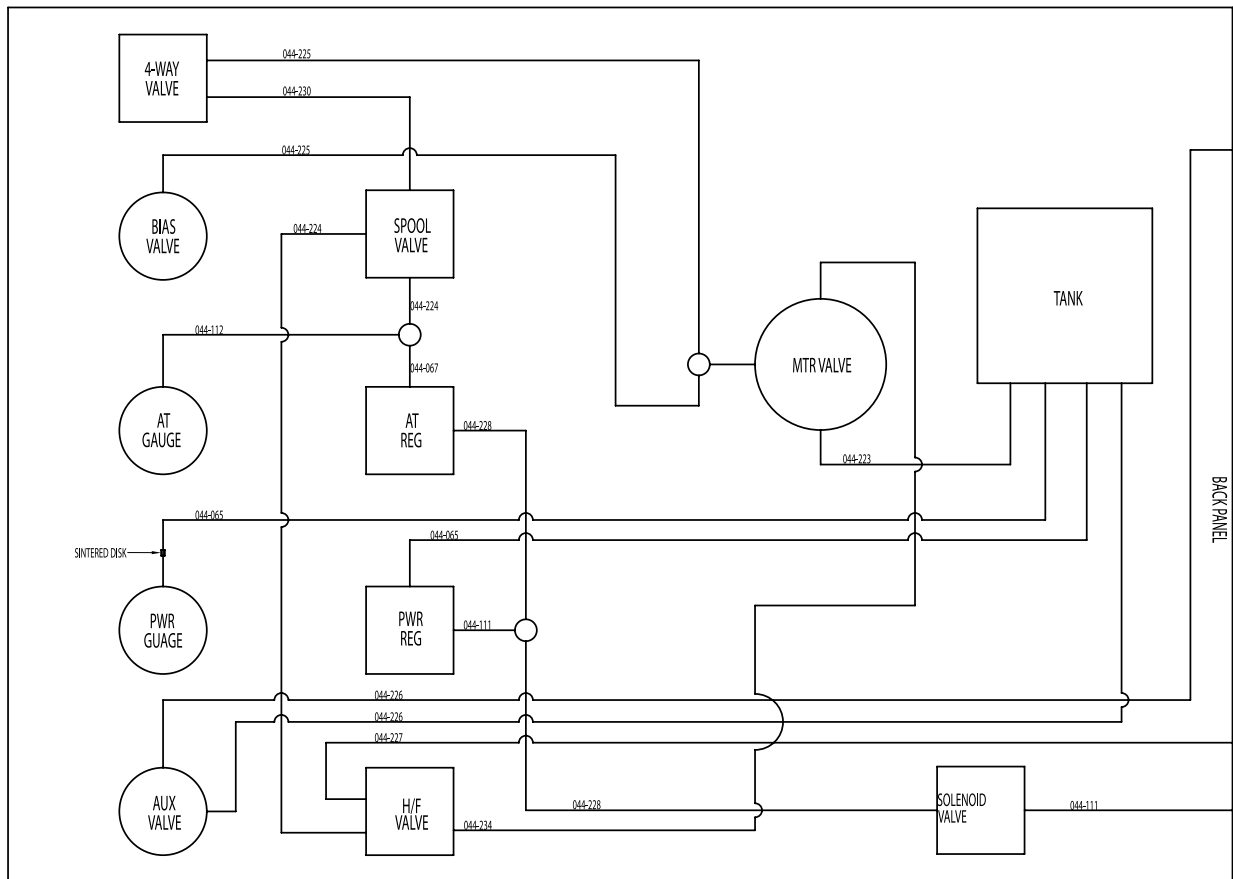 044-225
4-WAY
VALVE
044-230
044-225
BIAS
VALVE
SPOOL
VALVE
044-224
TANK
044-224
044-112
044-067
MTR VALVE
AT
GAUGE
AT
REG
044-228
044-223
BACK PANEL
044-065
044-065
SINTERED DISK
PWR
GUAGE
PWR
REG
044-111
044-226
044-226
044-227
AUX
VALVE
H/F
VALVE
044-234
044-228
SOLENOID
VALVE
044-111